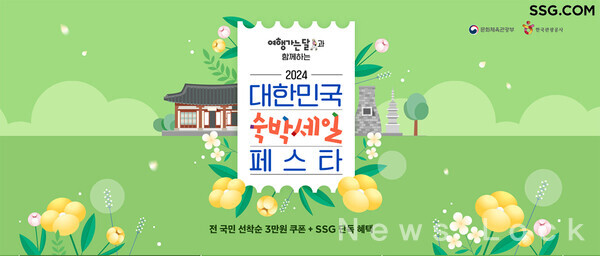 SSG.COM
문화체육관광부 한국관광공사
여행가는 달과
함께하는
2024
대한민국
숙박세일
페스타
전 국민 선착순 3만원 쿠폰 + SSG 단독 혜택
News Lock